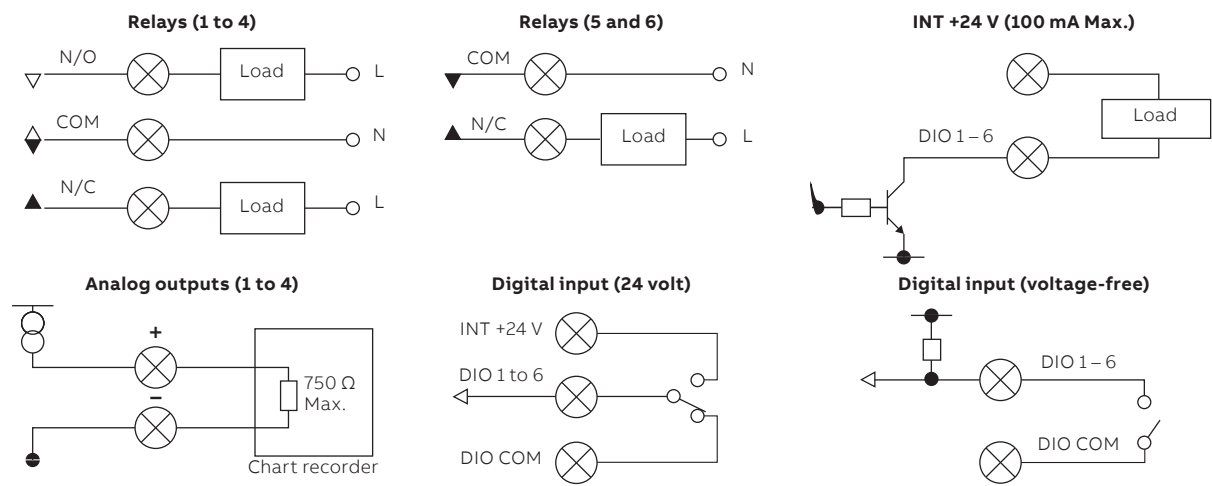 Relays (1 to 4)
N/O
Load
L
COM
N
N/C
Load
L
Relays (5 and 6)
COM
N
N/C
Load
L
INT +24 V (100 mA Max.)
Load
DIO 1–6
Analog outputs (1 to 4)
+
–
750 Ω
Max.
Chart recorder
Digital input (24 volt)
INT +24 V
DIO 1 to 6
DIO COM
Digital input (voltage-free)
DIO 1–6
DIO COM